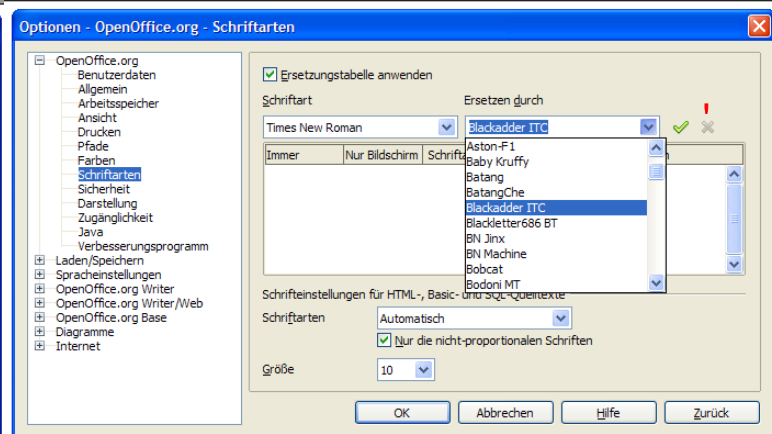 Optionen - OpenOffice.org - Schriftarten
OpenOffice.org
Benutzerdaten
Allgemein
Arbeitsspeicher
Ansicht
Drucken
Pfade
Farben
Schriftarten
Sicherheit
Darstellung
Zugänglichkeit
Java
Verbesserungsprogramm
Laden/Speichern
Spracheinstellungen
OpenOffice.org Writer
OpenOffice.org Writer/Web
OpenOffice.org Base
Diagramme
Internet
Ersetzungstabelle anwenden
Schriftart Ersetzen durch
!
Times New Roman Blackadder ITC
Immer Nur Bildschirm
Aston-F1
Baby Kruffy
Batang
BatangChe
Blackadder ITC
Blackletter686 BT
BN Jinx
BN Machine
Bobcat
Bodoni MT
Schrifteinstellungen für HTML-, Basic- und SQL-Quelltexte
Schriftarten Automatisch
Nur die nicht-proportionalen Schriften
Größe 10
OK Abbrechen Hilfe Zurück